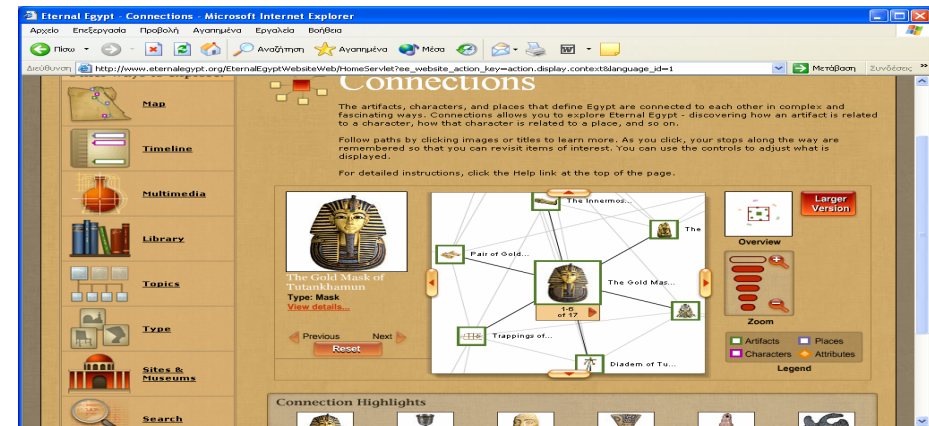 Eternal Egypt - Connections - Microsoft Internet Explorer
Αρχείο Επεξεργασία Προβολή Αγαπημένα Εργαλεία Βοήθεια
Πίσω Αναζήτηση Αγαπημένα Μέσα
Διεύθυνση http://www.eternalegypt.org/EternalEgyptWebsiteWeb/HomeServlet?ee_website_action_key=action.display.context&language_id=1 Μετάβαση Συνδέσεις »
Map
Timeline
Multimedia
Library
Topics
Type
Sites &
Museums
Search
Connections
The artifacts, characters, and places that define Egypt are connected to each other in complex and
fascinating ways. Connections allows you to explore Eternal Egypt - discovering how an artifact is related
to a character, how that character is related to a place, and so on.
Follow paths by clicking images or titles to learn more. As you click, your stops along the way are
remembered so that you can revisit items of interest. You can use the controls to adjust what is
displayed.
For detailed instructions, click the Help link at the top of the page.
The Gold Mask of
Tutankhamun
Type: Mask
View details...
Previous Next
Reset
The Innermos...
The
Pair of Gold...
The Gold Mas...
1-6
of 17
Trappings of...
Diadem of Tu...
Larger
Version
Overview
Zoom
Artifacts Places
Characters Attributes
Legend
Connection Highlights